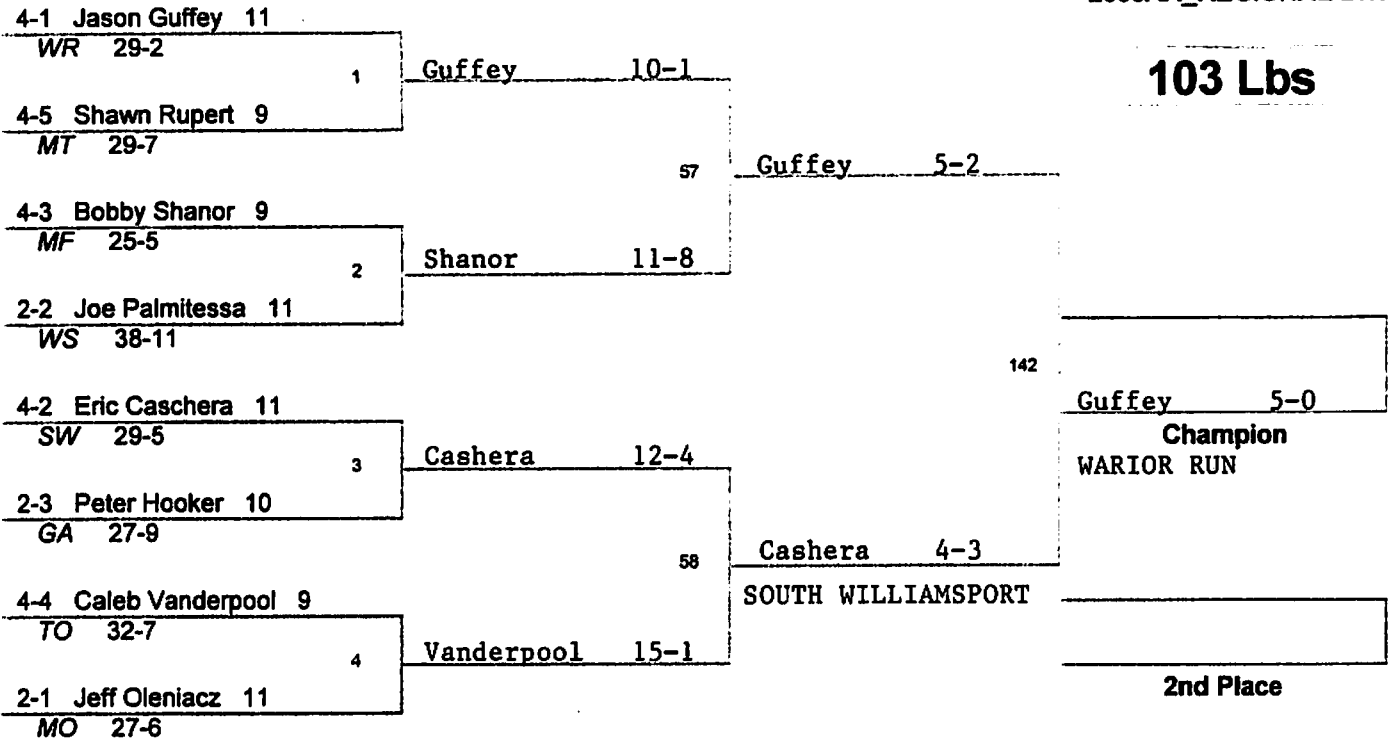 4-1 Jason Guffey 11
WR 29-2
1
Guffey 10-1
103 Lbs
4-5 Shawn Rupert 9
MT 29-7
57
Guffey 5-2
4-3 Bobby Shanor 9
MF 25-5
2
Shanor 11-8
2-2 Joe Palmitessa 11
WS 38-11
142
4-2 Eric Caschera 11
SW 29-5
Guffey 5-0
Champion
WARIOR RUN
3
Cashera 12-4
2-3 Peter Hooker 10
GA 27-9
58
Cashera 4-3
SOUTH WILLIAMSPORT
4-4 Caleb Vanderpool 9
TO 32-7
4
Vanderpool 15-1
2nd Place
2-1 Jeff Oleniacz 11
MO 27-6